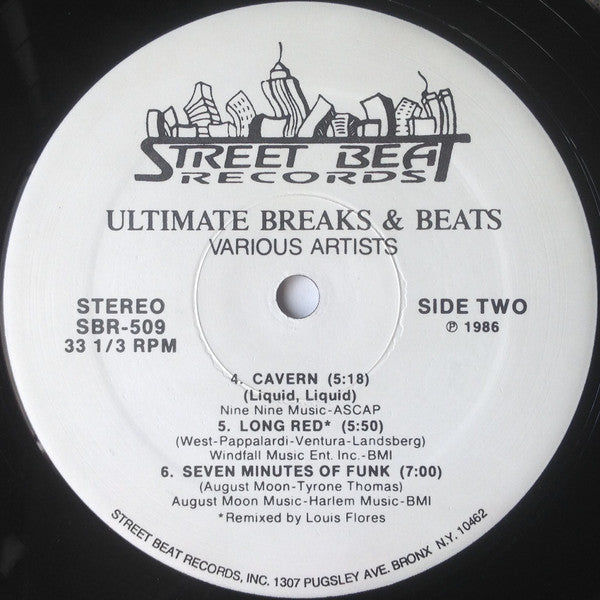 STREET BEAT
RECORDS
ULTIMATE BREAKS & BEATS
VARIOUS ARTISTS
STEREO
SBR-509
33 1/3 RPM
SIDE TWO
℗ 1986
4. CAVERN (5:18)
(Liquid, Liquid)
Nine Nine Music-ASCAP
5. LONG RED* (5:50)
(West-Pappalardi-Ventura-Landsberg)
Windfall Music Ent. Inc.-BMI
6. SEVEN MINUTES OF FUNK (7:00)
(August Moon-Tyrone Thomas)
August Moon Music-Harlem Music-BMI
*Remixed by Louis Flores
STREET BEAT RECORDS, INC. 1307 PUGSLEY AVE. BRONX N.Y. 10462